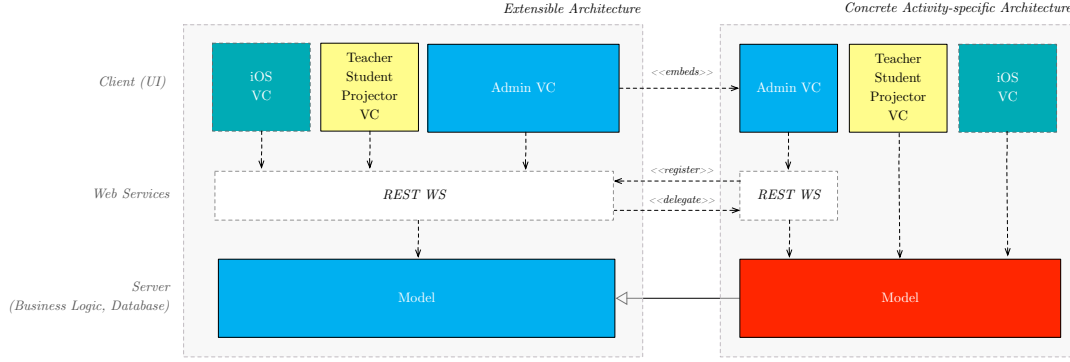 Extensible Architecture
Concrete Activity-specific Architecture
Client (UI)
iOS
VC
Teacher
Student
Projector
VC
Admin VC
<<embeds>>
Admin VC
Teacher
Student
Projector
VC
iOS
VC
Web Services
REST WS
<<register>>
<<delegate>>
REST WS
Server
(Business Logic, Database)
Model
Model